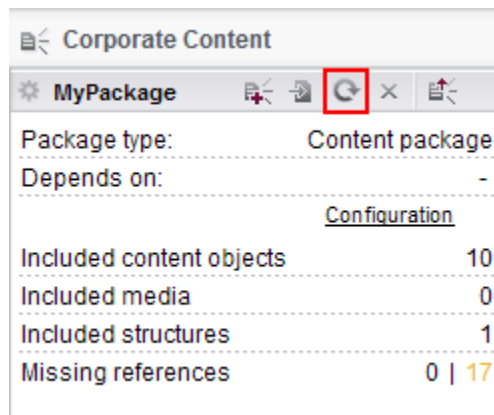 Corporate Content
MyPackage
Package type: Content package
Depends on: -
Configuration
Included content objects 10
Included media 0
Included structures 1
Missing references 0 | 17